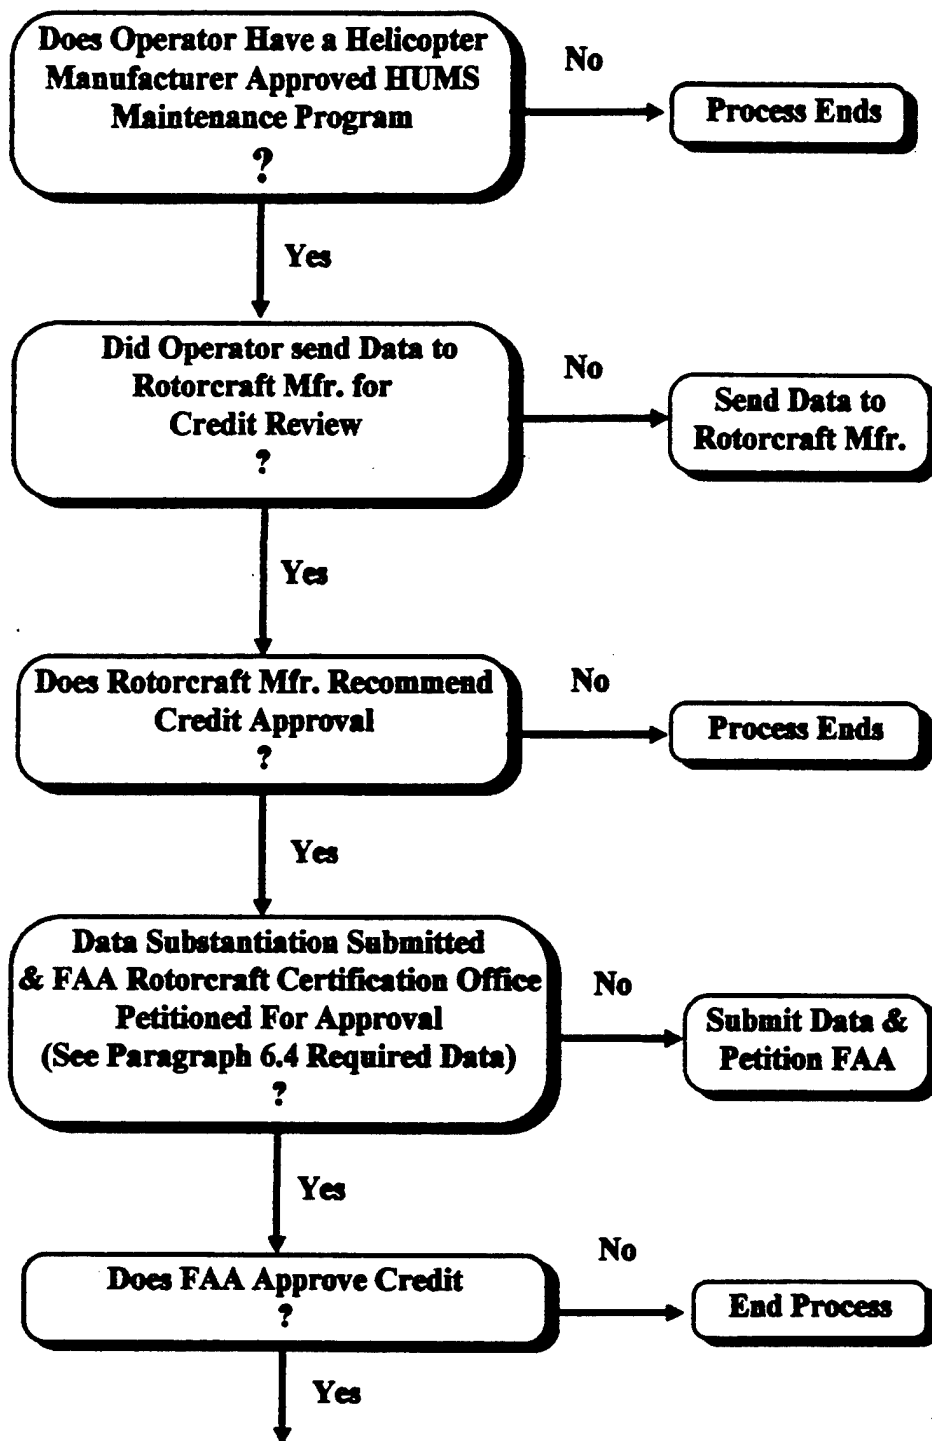 Does Operator Have a Helicopter
Manufacturer Approved HUMS
Maintenance Program
?
No
Process Ends
Yes
Did Operator send Data to
Rotorcraft Mfr. for
Credit Review
?
No
Send Data to
Rotorcraft Mfr.
Yes
Does Rotorcraft Mfr. Recommend
Credit Approval
?
No
Process Ends
Yes
Data Substantiation Submitted
& FAA Rotorcraft Certification Office
Petitioned For Approval
(See Paragraph 6.4 Required Data)
?
No
Submit Data &
Petition FAA
Yes
Does FAA Approve Credit
?
No
End Process
Yes